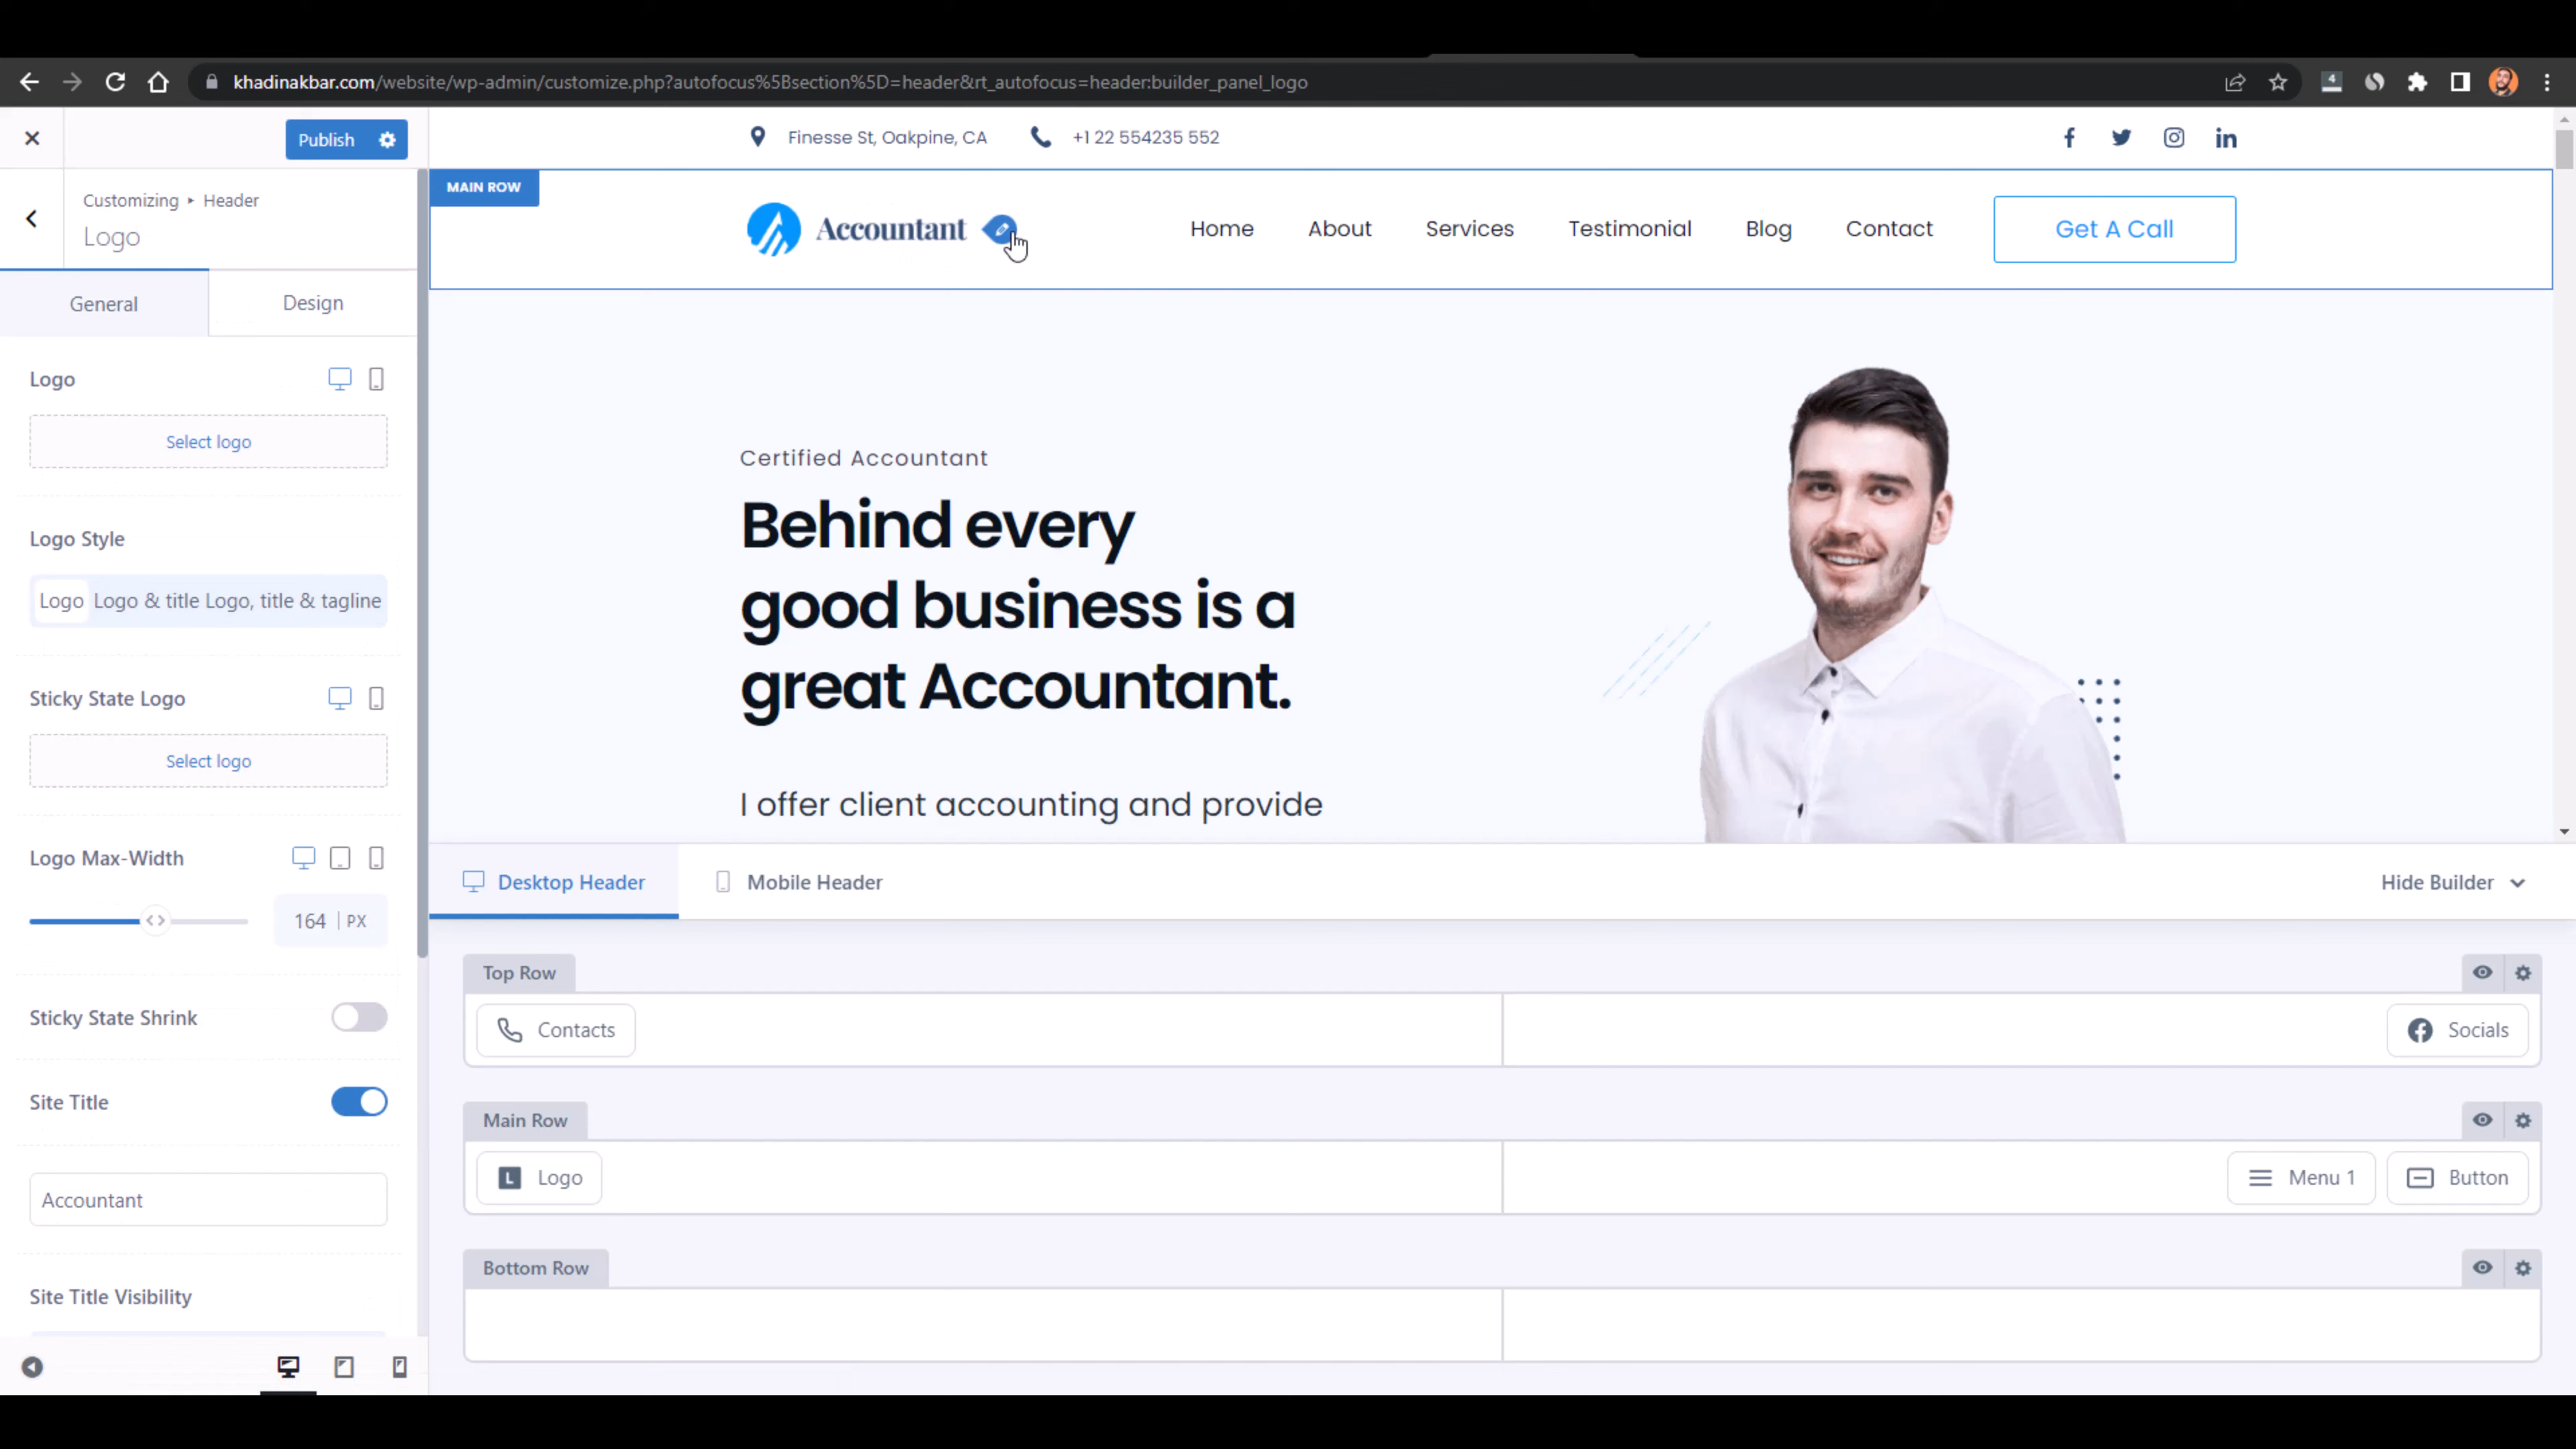 khadinakbar.com/website/wp-admin/customize.php?autofocus%5Bsection%5D=header&rt_autofocus=header:builder_panel_logo
4
Publish
Customizing ▸ Header
Logo
General
Design
Logo
Select logo
Logo Style
Logo Logo & title Logo, title & tagline
Sticky State Logo
Select logo
Logo Max-Width
164 | PX
Sticky State Shrink
Site Title
Accountant
Site Title Visibility
Finesse St, Oakpine, CA
+1 22 554235 552
MAIN ROW
Accountant
Home
About
Services
Testimonial
Blog
Contact
Get A Call
Certified Accountant
Behind every
good business is a
great Accountant.
I offer client accounting and provide
Desktop Header
Mobile Header
Hide Builder
Top Row
Contacts
Socials
Main Row
L Logo
Menu 1
Button
Bottom Row